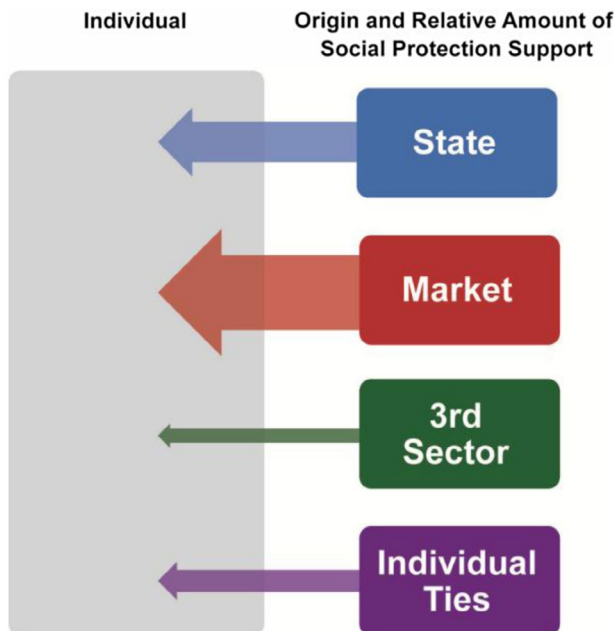 Individual
Origin and Relative Amount of
Social Protection Support
State
Market
3rd
Sector
Individual
Ties